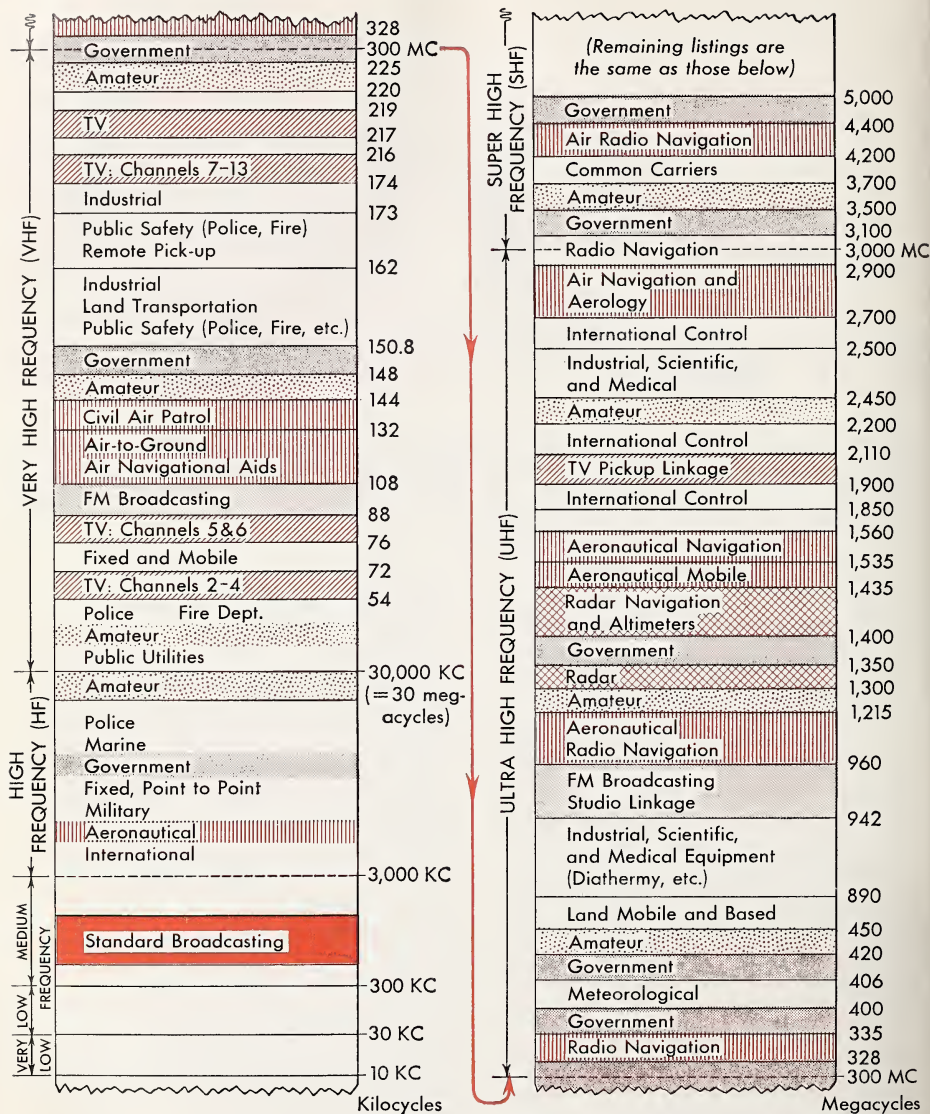 328
Government
300 MC
225
Amateur
220
219
TV
217
216
TV: Channels 7-13
174
Industrial
173
Public Safety (Police, Fire)
Remote Pick-up
162
Industrial
Land Transportation
Public Safety (Police, Fire, etc.)
150.8
Government
148
Amateur
144
Civil Air Patrol
132
Air-to-Ground
Air Navigational Aids
108
FM Broadcasting
88
TV: Channels 5&6
76
Fixed and Mobile
72
TV: Channels 2-4
54
Police Fire Dept.
Amateur
Public Utilities
30,000 KC
(=30 meg-
acycles)
Amateur
Police
Marine
Government
Fixed, Point to Point
Military
Aeronautical
International
3,000 KC
Standard Broadcasting
300 KC
30 KC
10 KC
Kilocycles
VERY HIGH FREQUENCY (VHF)
HIGH
FREQUENCY (HF)
MEDIUM
LOW
FREQUENCY
VERY
LOW
(Remaining listings are
the same as those below)
5,000
Government
4,400
Air Radio Navigation
4,200
Common Carriers
3,700
Amateur
3,500
Government
3,100
Radio Navigation
3,000 MC
2,900
Air Navigation and
Aerology
2,700
International Control
2,500
Industrial, Scientific,
and Medical
2,450
Amateur
2,200
International Control
2,110
TV Pickup Linkage
1,900
International Control
1,850
1,560
Aeronautical Navigation
1,535
Aeronautical Mobile
1,435
Radar Navigation
and Altimeters
1,400
Government
1,350
Radar
1,300
Amateur
1,215
Aeronautical
Radio Navigation
960
FM Broadcasting
Studio Linkage
942
Industrial, Scientific,
and Medical Equipment
(Diathermy, etc.)
890
Land Mobile and Based
450
Amateur
420
Government
406
Meteorological
400
Government
335
Radio Navigation
328
300 MC
Megacycles
SUPER HIGH
FREQUENCY (SHF)
ULTRA HIGH FREQUENCY (UHF)